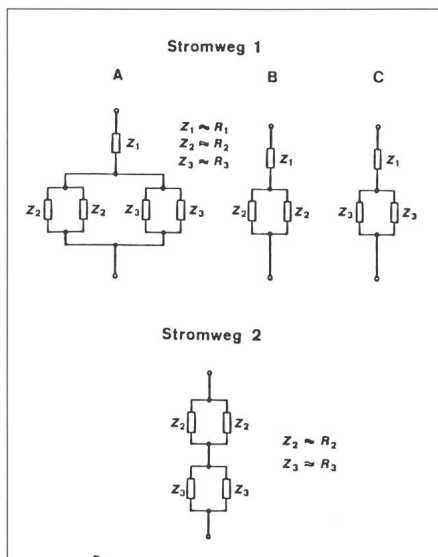 Stromweg 1
A B C
Z1 Z1 ≈ R1 Z1 Z1
Z2 ≈ R2
Z3 ≈ R3
Z2 Z2 Z3 Z3 Z2 Z2 Z3 Z3
Stromweg 2
Z2 Z2
Z2 ≈ R2
Z3 ≈ R3
Z3 Z3